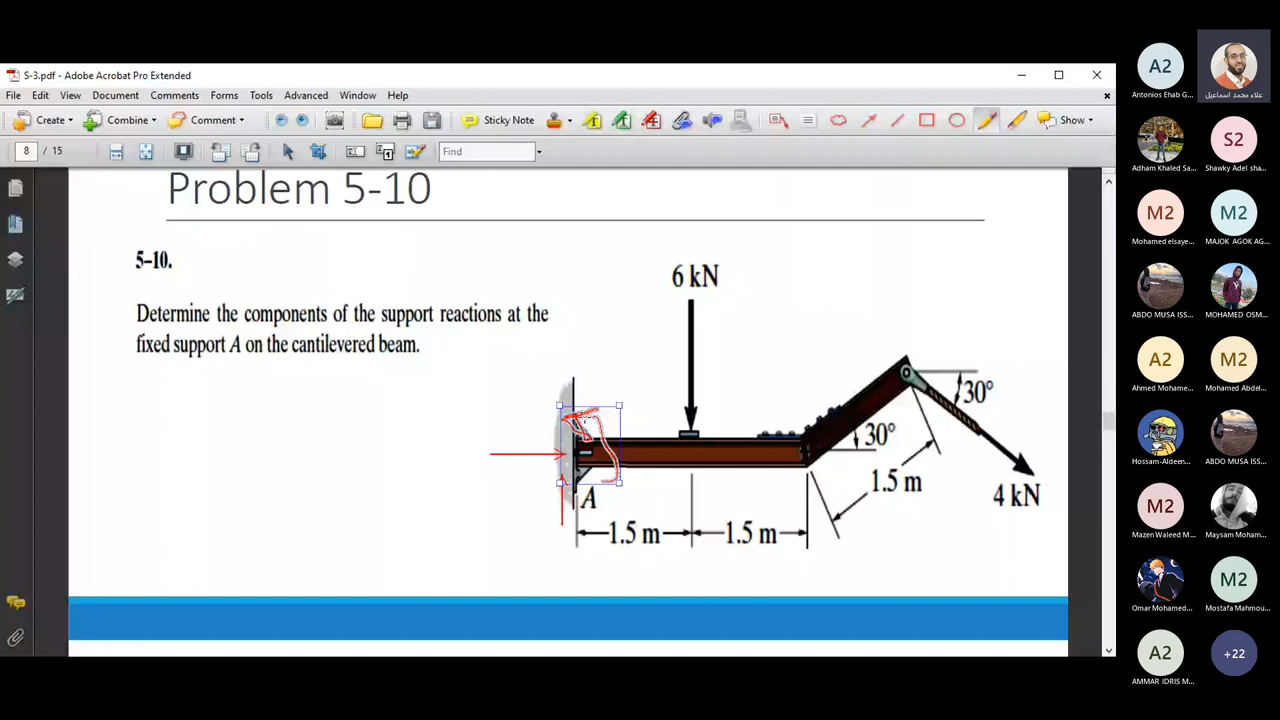 S-3.pdf - Adobe Acrobat Pro Extended
File Edit View Document Comments Forms Tools Advanced Window Help
Create Combine Comment Sticky Note Show
8 / 15 Find
Problem 5-10
5–10.
Determine the components of the support reactions at the
fixed support A on the cantilevered beam.
6 kN
30°
30°
1.5 m
4 kN
A
1.5 m
1.5 m
A2
Antonios Ehab G...
علاء محمد اسماعيل
Adham Khaled Sa...
S2
Shawky Adel sha...
M2
Mohamed elsaye...
M2
MAJOK AGOK AG...
ABDO MUSA ISS...
MOHAMED OSM...
A2
Ahmed Mohame...
M2
Mohamed Abdel...
Hossam-Aldeen...
ABDO MUSA ISS...
M2
Mazen Waleed M...
Maysam Moham...
Omar Mohamed...
M2
Mostafa Mahmou...
A2
AMMAR IDRIS M...
+22